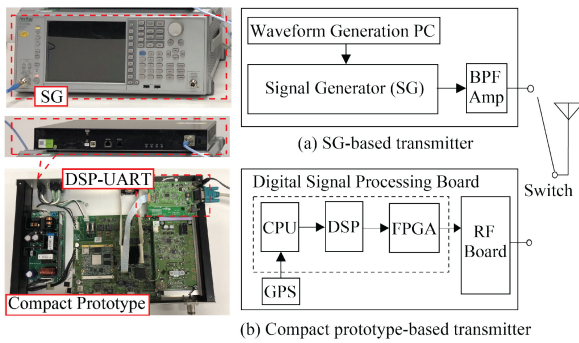 SG
DSP-UART
Compact Prototype
Waveform Generation PC
Signal Generator (SG)
BPF
Amp
(a) SG-based transmitter
Switch
Digital Signal Processing Board
CPU
DSP
FPGA
RF
Board
GPS
(b) Compact prototype-based transmitter